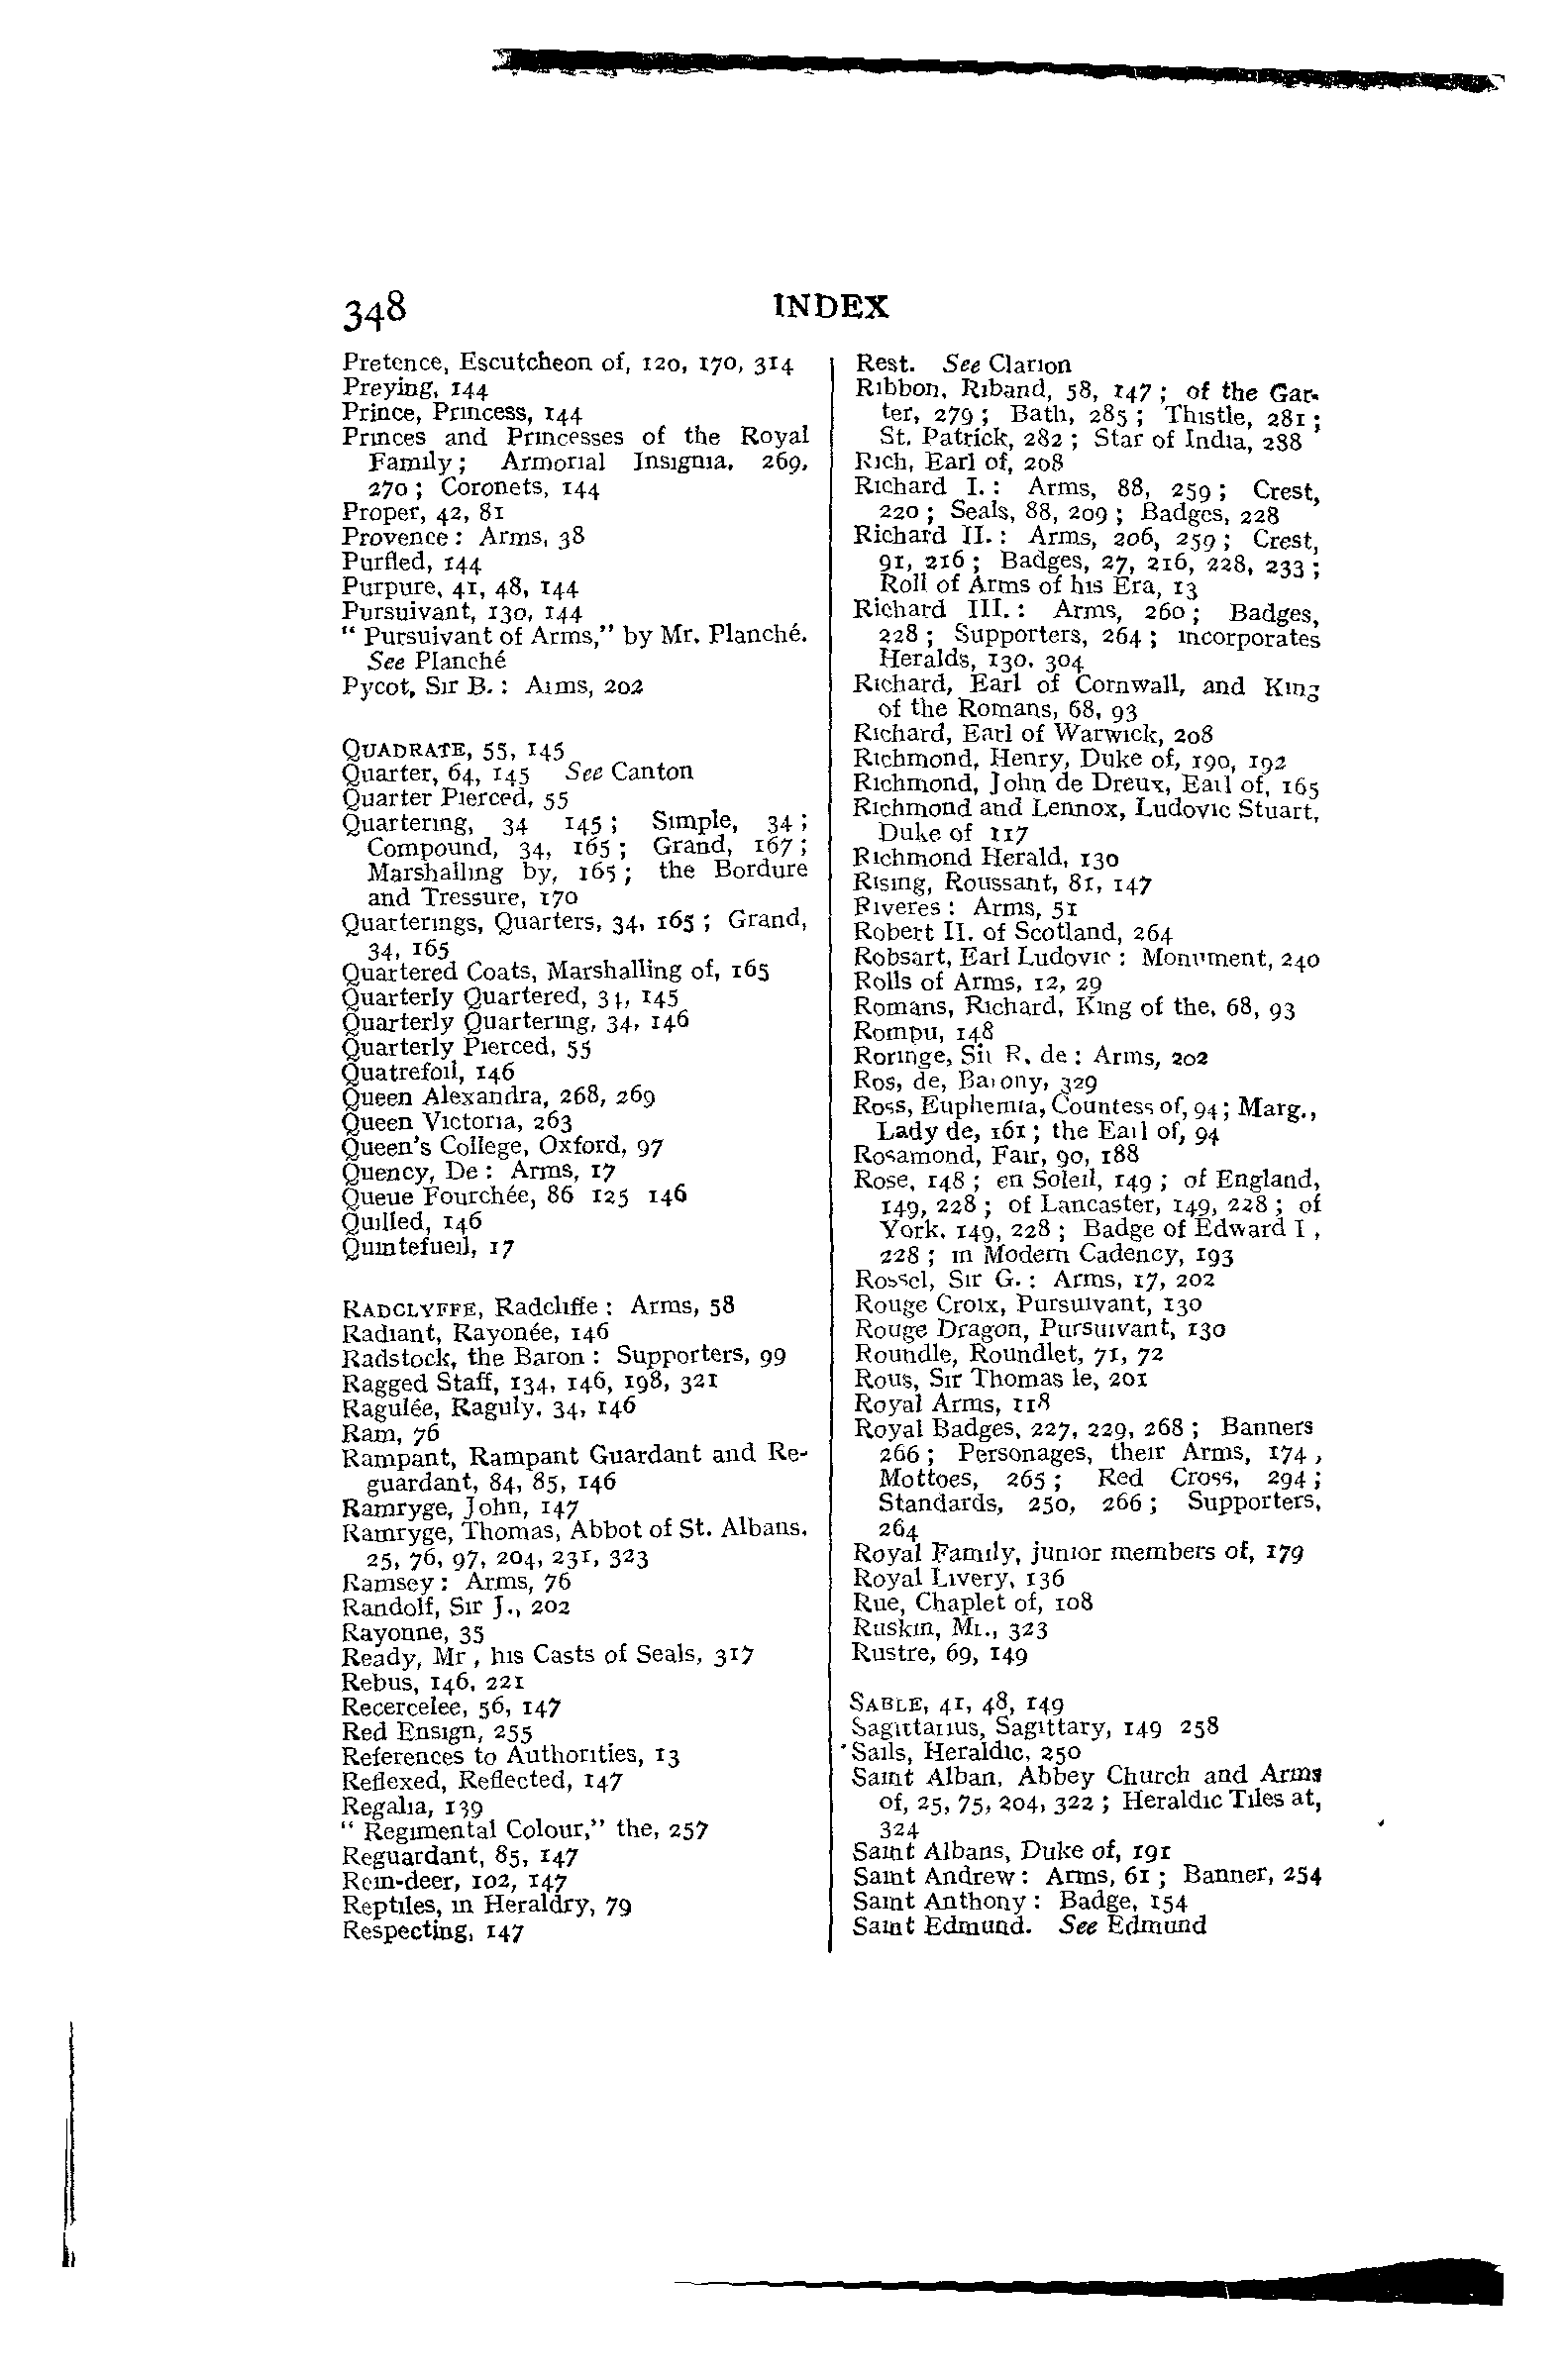 348
INDEX
Pretence, Escutcheon of, 120, 170, 314
Preying, 144
Prince, Princess, 144
Princes and Princesses of the Royal
Family; Armorial Insignia, 269,
270; Coronets, 144
Proper, 42, 81
Provence: Arms, 38
Purfled, 144
Purpure, 41, 48, 144
Pursuivant, 130, 144
" Pursuivant of Arms," by Mr. Planché.
See Planché
Pycot, Sir B.: Arms, 202
QUADRATE, 55, 145
Quarter, 64, 145 See Canton
Quarter Pierced, 55
Quartering, 34 145; Simple, 34;
Compound, 34, 165; Grand, 167;
Marshalling by, 165; the Bordure
and Tressure, 170
Quarterings, Quarters, 34, 165; Grand,
34, 165
Quartered Coats, Marshalling of, 165
Quarterly Quartered, 34, 145
Quarterly Quartering, 34, 146
Quarterly Pierced, 55
Quatrefoil, 146
Queen Alexandra, 268, 269
Queen Victoria, 263
Queen's College, Oxford, 97
Quency, De: Arms, 17
Queue Fourchée, 86 125 146
Quilled, 146
Quintefueil, 17
RADCLYFFE, Radcliffe: Arms, 58
Radiant, Rayonée, 146
Radstock, the Baron: Supporters, 99
Ragged Staff, 134, 146, 198, 321
Ragulée, Raguly, 34, 146
Ram, 76
Rampant, Rampant Guardant and Re-
guardant, 84, 85, 146
Ramryge, John, 147
Ramryge, Thomas, Abbot of St. Albans,
25, 76, 97, 204, 231, 323
Ramsey: Arms, 76
Randolf, Sir J., 202
Rayonne, 35
Ready, Mr, his Casts of Seals, 317
Rebus, 146, 221
Recercelee, 56, 147
Red Ensign, 255
References to Authorities, 13
Reflexed, Reflected, 147
Regalia, 139
" Regimental Colour," the, 257
Reguardant, 85, 147
Rein-deer, 102, 147
Reptiles, in Heraldry, 79
Respecting, 147
Rest. See Clarion
Ribbon, Riband, 58, 147; of the Gar-
ter, 279; Bath, 285; Thistle, 281;
St. Patrick, 282; Star of India, 288
Rich, Earl of, 208
Richard I.: Arms, 88, 259; Crest,
220; Seals, 88, 209; Badges, 228
Richard II.: Arms, 206, 259; Crest,
91, 216; Badges, 27, 216, 228, 233;
Roll of Arms of his Era, 13
Richard III.: Arms, 260; Badges,
228; Supporters, 264; incorporates
Heralds, 130, 304
Richard, Earl of Cornwall, and King
of the Romans, 68, 93
Richard, Earl of Warwick, 208
Richmond, Henry, Duke of, 190, 192
Richmond, John de Dreux, Earl of, 165
Richmond and Lennox, Ludovic Stuart,
Duke of 117
Richmond Herald, 130
Rising, Roussant, 81, 147
Riveres: Arms, 51
Robert II. of Scotland, 264
Robsart, Earl Ludovic: Monument, 240
Rolls of Arms, 12, 29
Romans, Richard, King of the, 68, 93
Rompu, 148
Roringe, Sir R. de: Arms, 202
Ros, de, Barony, 329
Ross, Euphemia, Countess of, 94; Marg.,
Lady de, 161; the Earl of, 94
Rosamond, Fair, 90, 188
Rose, 148; en Soleil, 149; of England,
149, 228; of Lancaster, 149, 228; of
York, 149, 228; Badge of Edward I,
228; in Modern Cadency, 193
Rossel, Sir G.: Arms, 17, 202
Rouge Croix, Pursuivant, 130
Rouge Dragon, Pursuivant, 130
Roundle, Roundlet, 71, 72
Rous, Sir Thomas le, 201
Royal Arms, 118
Royal Badges, 227, 229, 268; Banners
266; Personages, their Arms, 174,
Mottoes, 265; Red Cross, 294;
Standards, 250, 266; Supporters,
264
Royal Family, junior members of, 179
Royal Livery, 136
Rue, Chaplet of, 108
Ruskin, Mr., 323
Rustre, 69, 149
SABLE, 41, 48, 149
Sagittarius, Sagittary, 149 258
Sails, Heraldic, 250
Saint Alban, Abbey Church and Arms
of, 25, 75, 204, 322; Heraldic Tiles at,
324
Saint Albans, Duke of, 191
Saint Andrew: Arms, 61; Banner, 254
Saint Anthony: Badge, 154
Saint Edmund. See Edmund